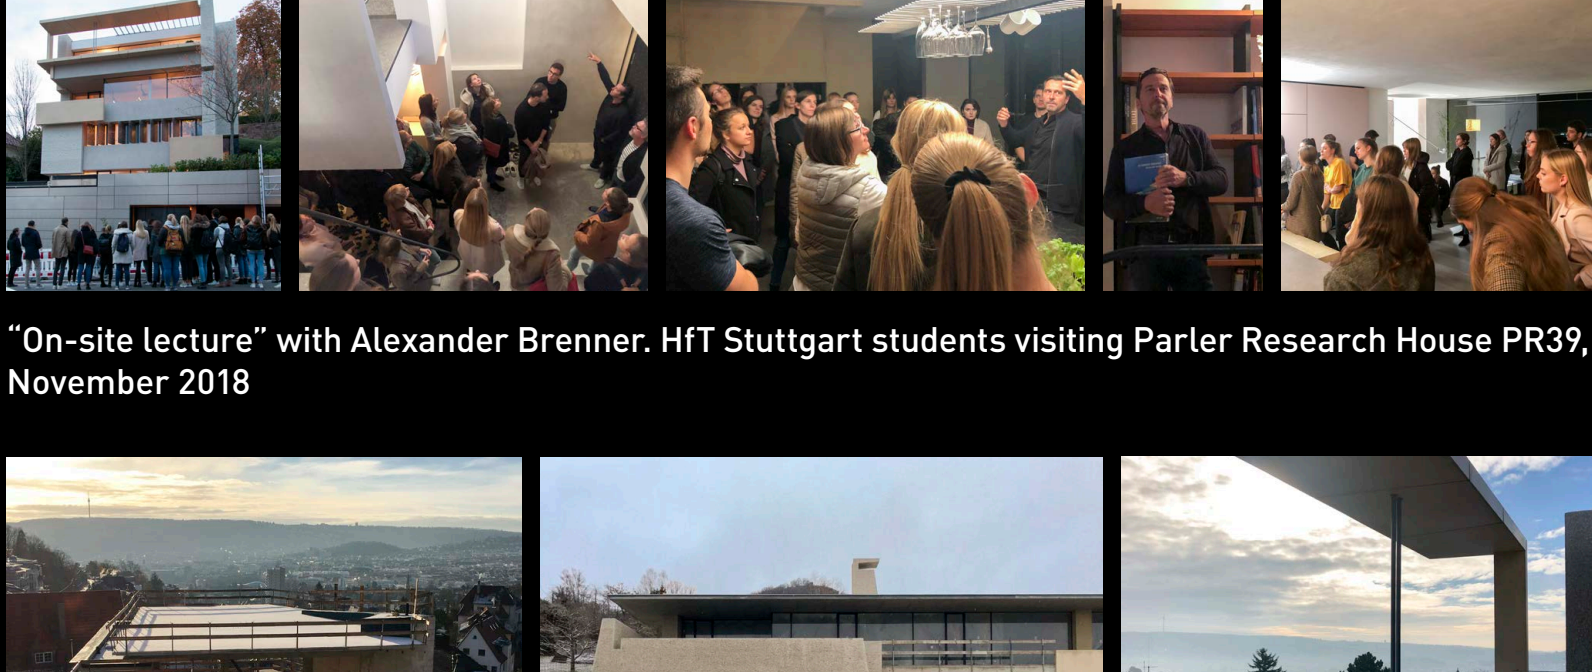 “On-site lecture” with Alexander Brenner. HfT Stuttgart students visiting Parler Research House PR39,
November 2018